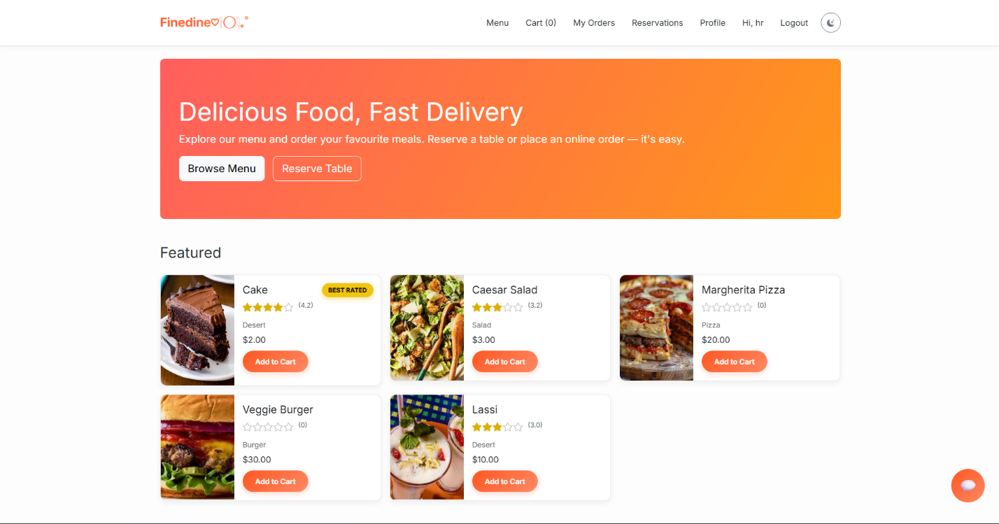 Finedine♡🍽
Menu
Cart (0)
My Orders
Reservations
Profile
Hi, hr
Logout
Delicious Food, Fast Delivery
Explore our menu and order your favourite meals. Reserve a table or place an online order — it's easy.
Browse Menu
Reserve Table
Featured
Cake
BEST RATED
(4.2)
Desert
$2.00
Add to Cart
Caesar Salad
(3.2)
Salad
$3.00
Add to Cart
Margherita Pizza
(0)
Pizza
$20.00
Add to Cart
Veggie Burger
(0)
Burger
$30.00
Add to Cart
Lassi
(3.0)
Desert
$10.00
Add to Cart